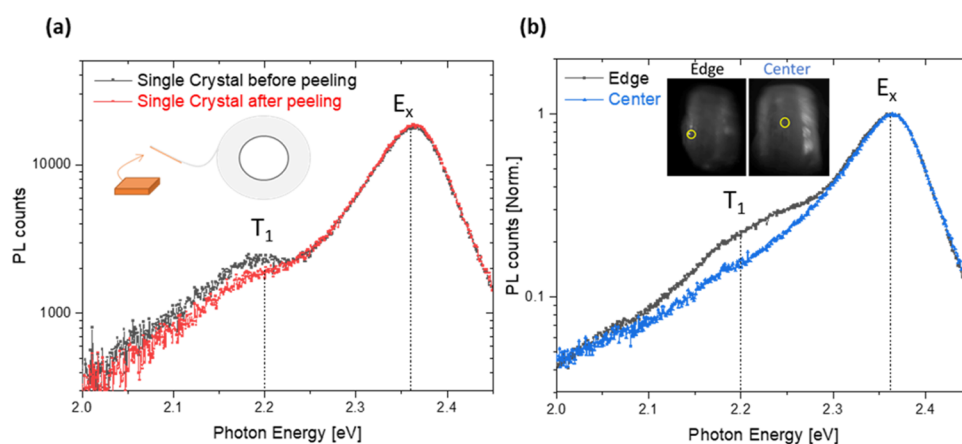 (a)
Single Crystal before peeling
Single Crystal after peeling
Eₓ
T₁
PL counts
10000
1000
2.0 2.1 2.2 2.3 2.4
Photon Energy [eV]
(b)
Edge
Center
Edge Center
Eₓ
T₁
PL counts [Norm.]
1
0.1
2.0 2.1 2.2 2.3 2.4
Photon Energy [eV]